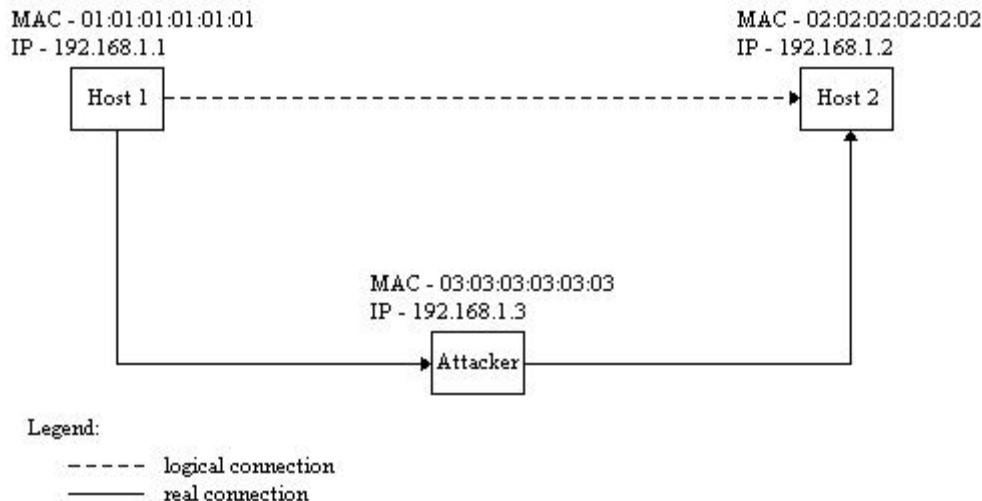 MAC - 01:01:01:01:01:01
IP - 192.168.1.1
MAC - 02:02:02:02:02:02
IP - 192.168.1.2
Host 1
Host 2
MAC - 03:03:03:03:03:03
IP - 192.168.1.3
Attacker
Legend:
logical connection
real connection